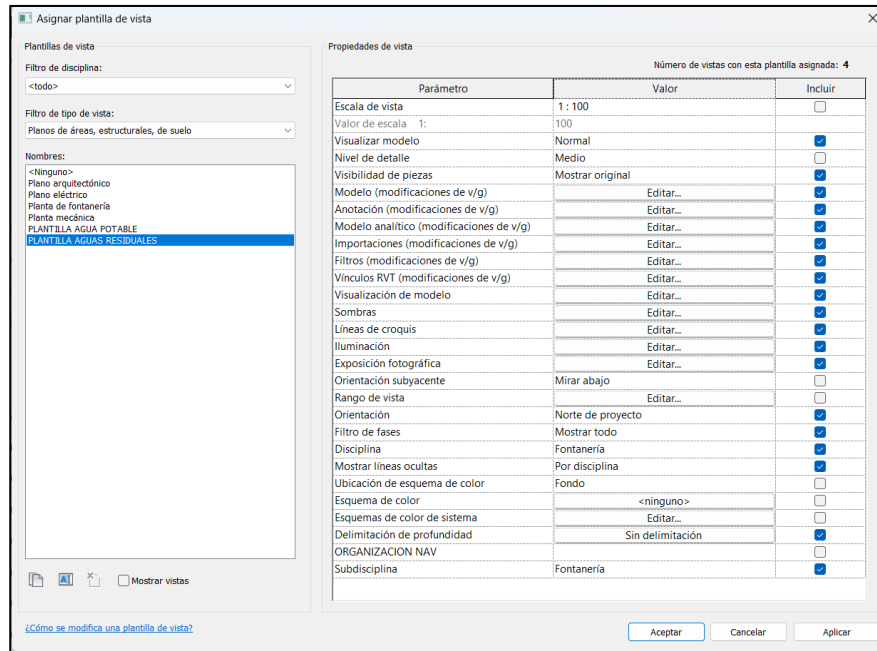 Asignar plantilla de vista
Plantillas de vista
Filtro de disciplina:
<todo>
Filtro de tipo de vista:
Planos de áreas, estructurales, de suelo
Nombres:
<Ninguno>
Plano arquitectónico
Plano eléctrico
Planta de fontanería
Planta mecánica
PLANTILLA AGUA POTABLE
PLANTILLA AGUAS RESIDUALES
Mostrar vistas
¿Cómo se modifica una plantilla de vista?
Propiedades de vista
Número de vistas con esta plantilla asignada: 4
Parámetro Valor Incluir
Escala de vista 1 : 100
Valor de escala 1: 100
Visualizar modelo Normal
Nivel de detalle Medio
Visibilidad de piezas Mostrar original
Modelo (modificaciones de v/g) Editar...
Anotación (modificaciones de v/g) Editar...
Modelo analítico (modificaciones de v/g) Editar...
Importaciones (modificaciones de v/g) Editar...
Filtros (modificaciones de v/g) Editar...
Vínculos RVT (modificaciones de v/g) Editar...
Visualización de modelo Editar...
Sombras Editar...
Líneas de croquis Editar...
Iluminación Editar...
Exposición fotográfica Editar...
Orientación subyacente Mirar abajo
Rango de vista Editar...
Orientación Norte de proyecto
Filtro de fases Mostrar todo
Disciplina Fontanería
Mostrar líneas ocultas Por disciplina
Ubicación de esquema de color Fondo
Esquema de color <ninguno>
Esquemas de color de sistema Editar...
Delimitación de profundidad Sin delimitación
ORGANIZACION NAV
Subdisciplina Fontanería
Aceptar Cancelar Aplicar